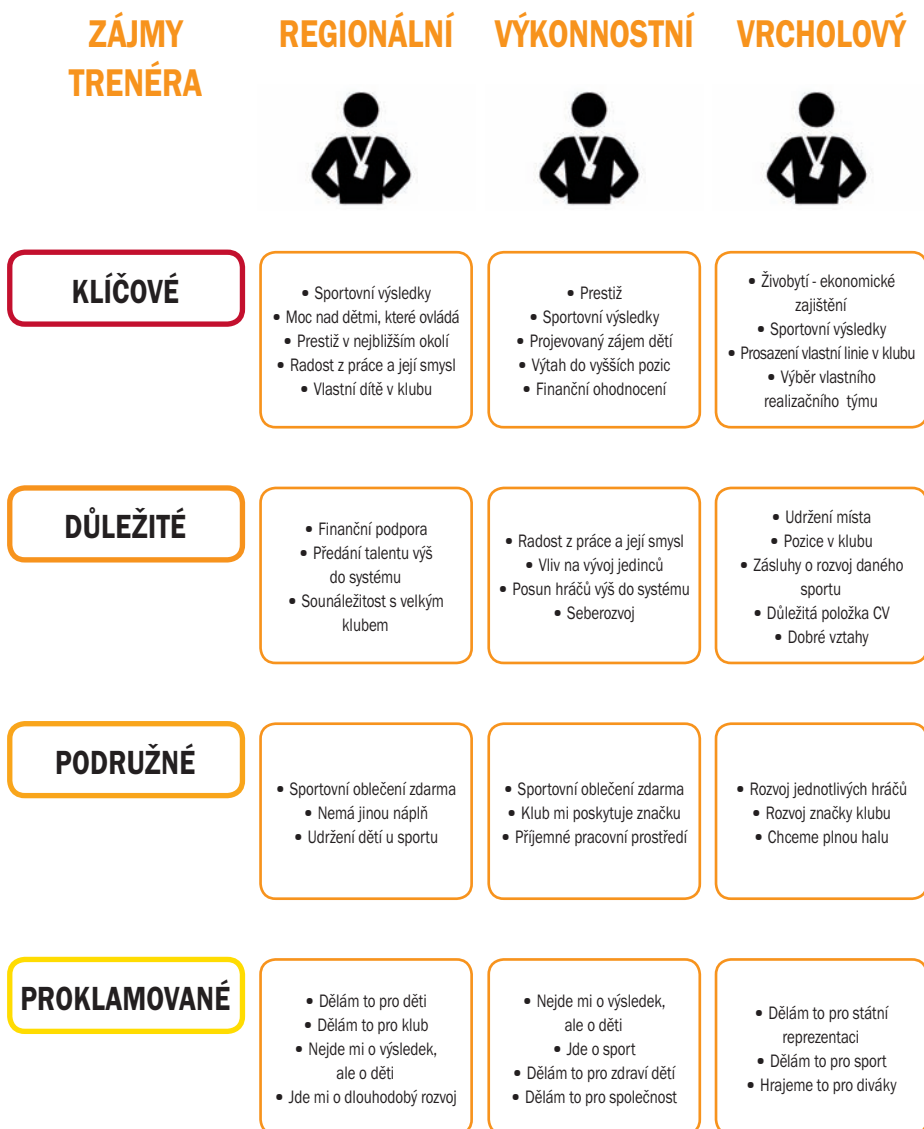 ZÁJMY
TRENÉRA
REGIONÁLNÍ
VÝKONNOSTNÍ
VRCHOLOVÝ
KLÍČOVÉ
• Sportovní výsledky
• Moc nad dětmi, které ovládá
• Prestiž v nejbližším okolí
• Radost z práce a její smysl
• Vlastní dítě v klubu
• Prestiž
• Sportovní výsledky
• Projevovaný zájem dětí
• Výtah do vyšších pozic
• Finanční ohodnocení
• Živobytí - ekonomické
zajištění
• Sportovní výsledky
• Prosazení vlastní linie v klubu
• Výběr vlastního
realizačního týmu
DŮLEŽITÉ
• Finanční podpora
• Předání talentu výš
do systému
• Sounáležitost s velkým
klubem
• Radost z práce a její smysl
• Vliv na vývoj jedinců
• Posun hráčů výš do systému
• Seberozvoj
• Udržení místa
• Pozice v klubu
• Zásluhy o rozvoj daného
sportu
• Důležitá položka CV
• Dobré vztahy
PODRUŽNÉ
• Sportovní oblečení zdarma
• Nemá jinou náplň
• Udržení dětí u sportu
• Sportovní oblečení zdarma
• Klub mi poskytuje značku
• Příjemné pracovní prostředí
• Rozvoj jednotlivých hráčů
• Rozvoj značky klubu
• Chceme plnou halu
PROKLAMOVANÉ
• Dělám to pro děti
• Dělám to pro klub
• Nejde mi o výsledek,
ale o děti
• Jde mi o dlouhodobý rozvoj
• Nejde mi o výsledek,
ale o děti
• Jde o sport
• Dělám to pro zdraví dětí
• Dělám to pro společnost
• Dělám to pro státní
reprezentaci
• Dělám to pro sport
• Hrajeme to pro diváky